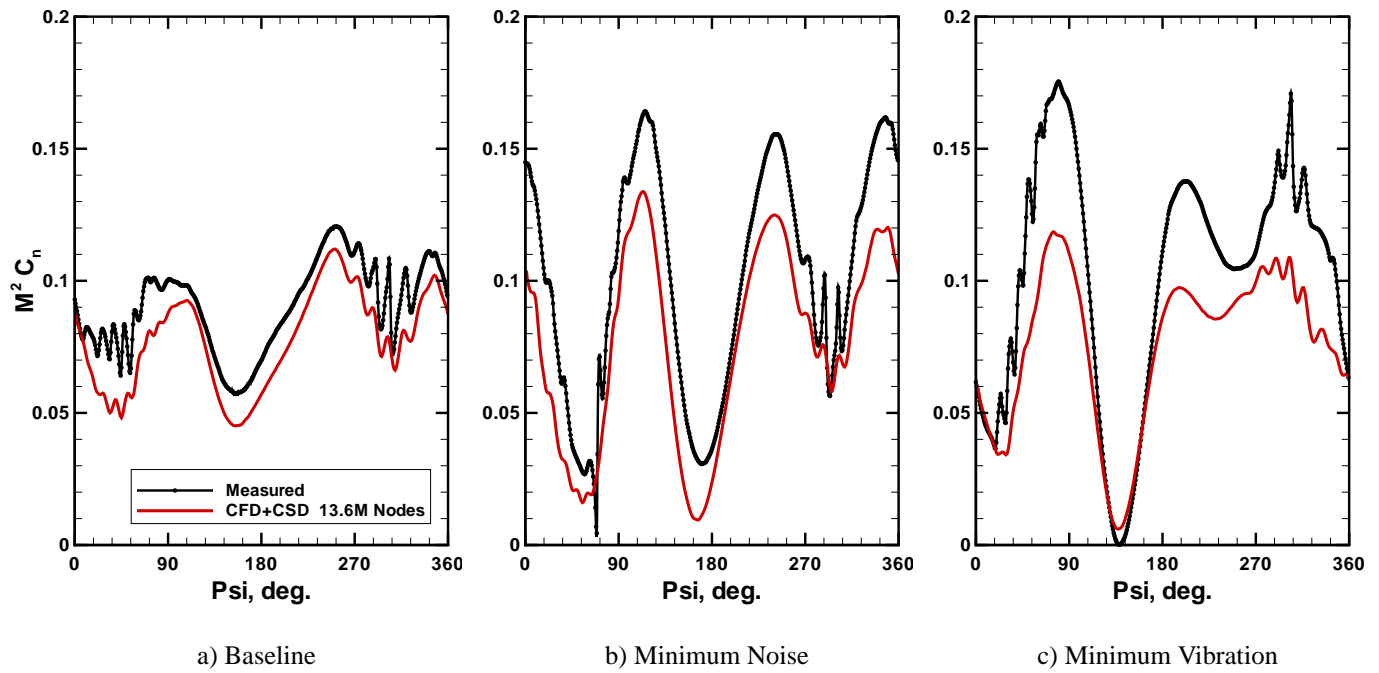 0.2
0.15
0.1
0.05
0
M² Cn
Measured
CFD+CSD 13.6M Nodes
0 90 180 270 360
Psi, deg.
a) Baseline
0.2
0.15
0.1
0.05
0
0 90 180 270 360
Psi, deg.
b) Minimum Noise
0.2
0.15
0.1
0.05
0
0 90 180 270 360
Psi, deg.
c) Minimum Vibration